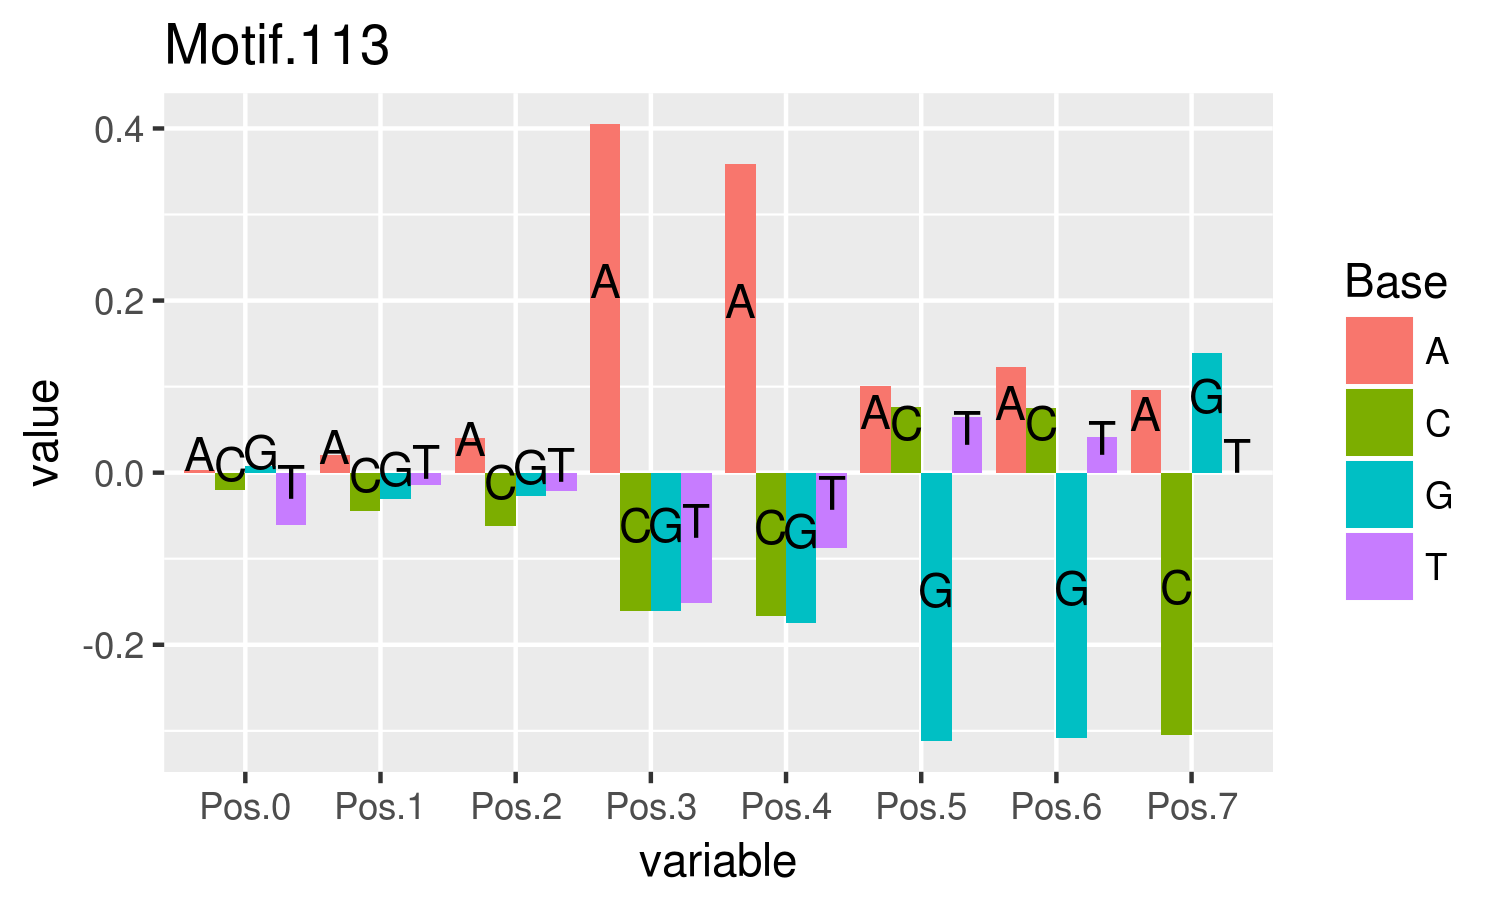 Motif.113
0.4
0.2
0.0
-0.2
value
A C G T A C G T A C G T A C G T A C G T A C G T A C G T A C G T
Pos.0 Pos.1 Pos.2 Pos.3 Pos.4 Pos.5 Pos.6 Pos.7
variable
Base
A
C
G
T